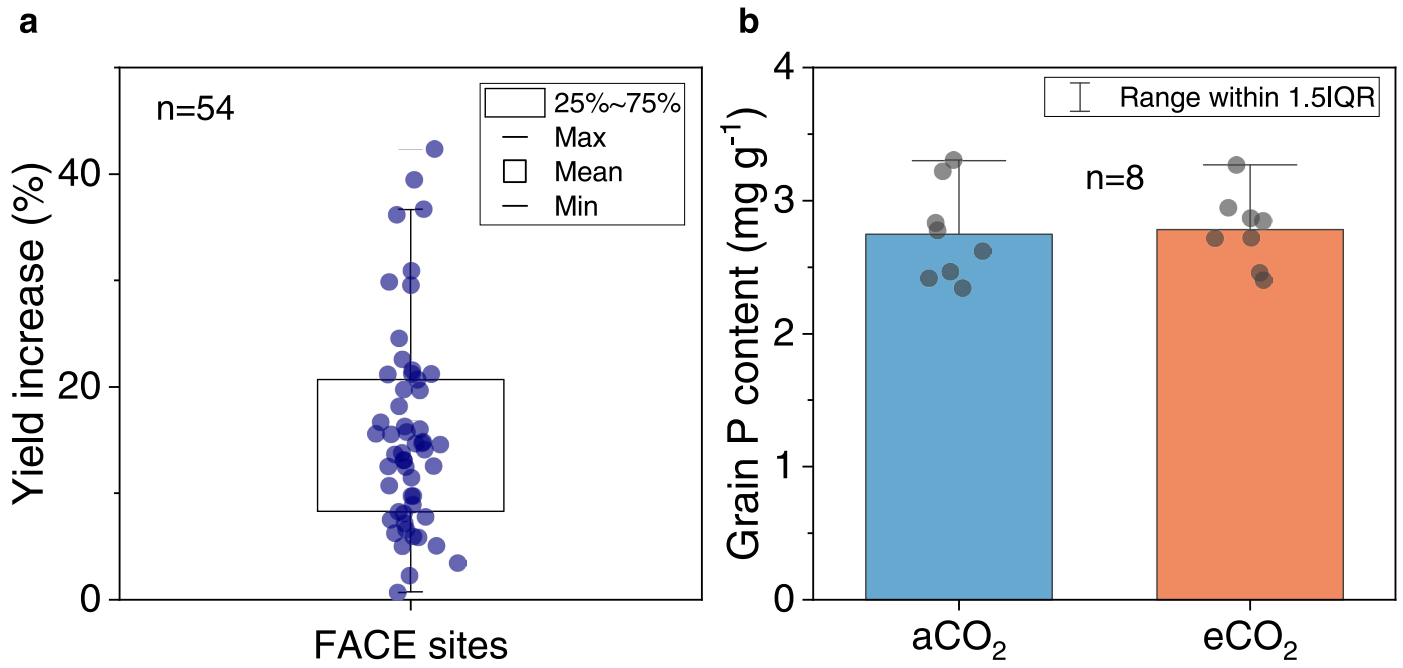 a
n=54
25%~75%
Max
Mean
Min
Yield increase (%)
40
20
0
FACE sites
b
Range within 1.5IQR
n=8
Grain P content (mg g⁻¹)
4
3
2
1
0
aCO₂
eCO₂